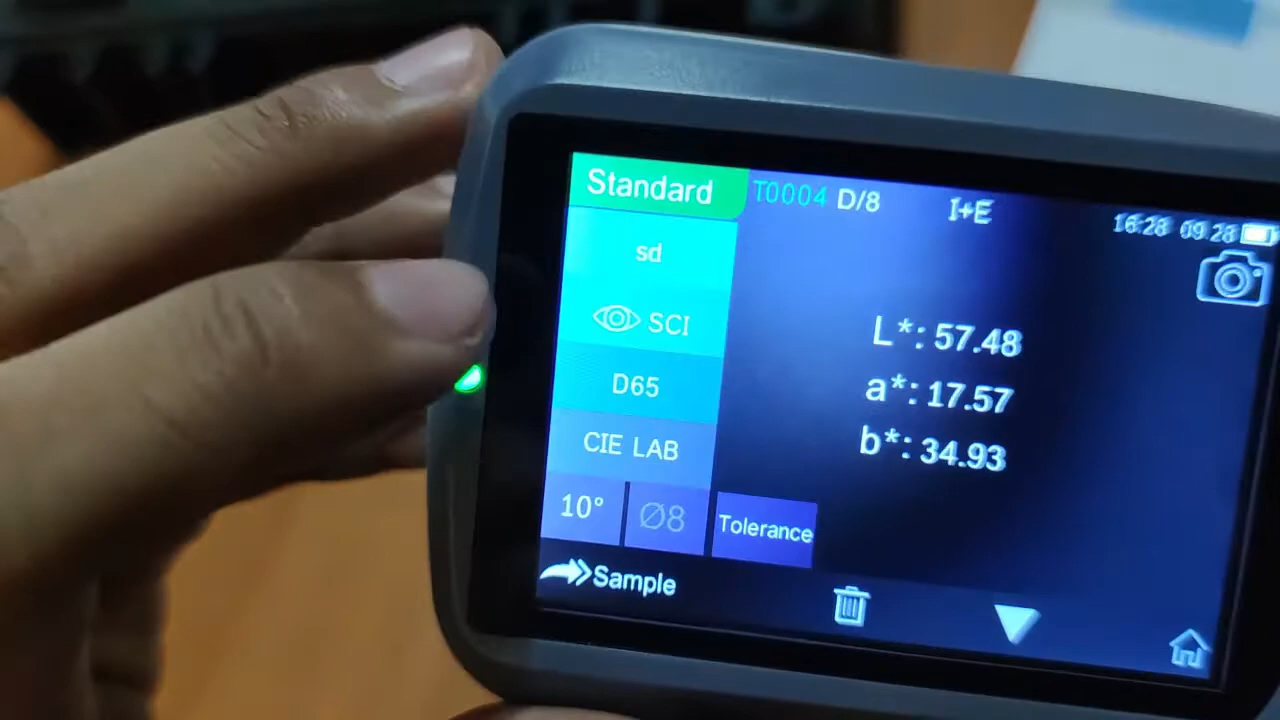 Standard T0004 D/8 I+E 16:28 09.28
sd
SCI
D65
CIE LAB
10° Ø8 Tolerance
L*: 57.48
a*: 17.57
b*: 34.93
Sample